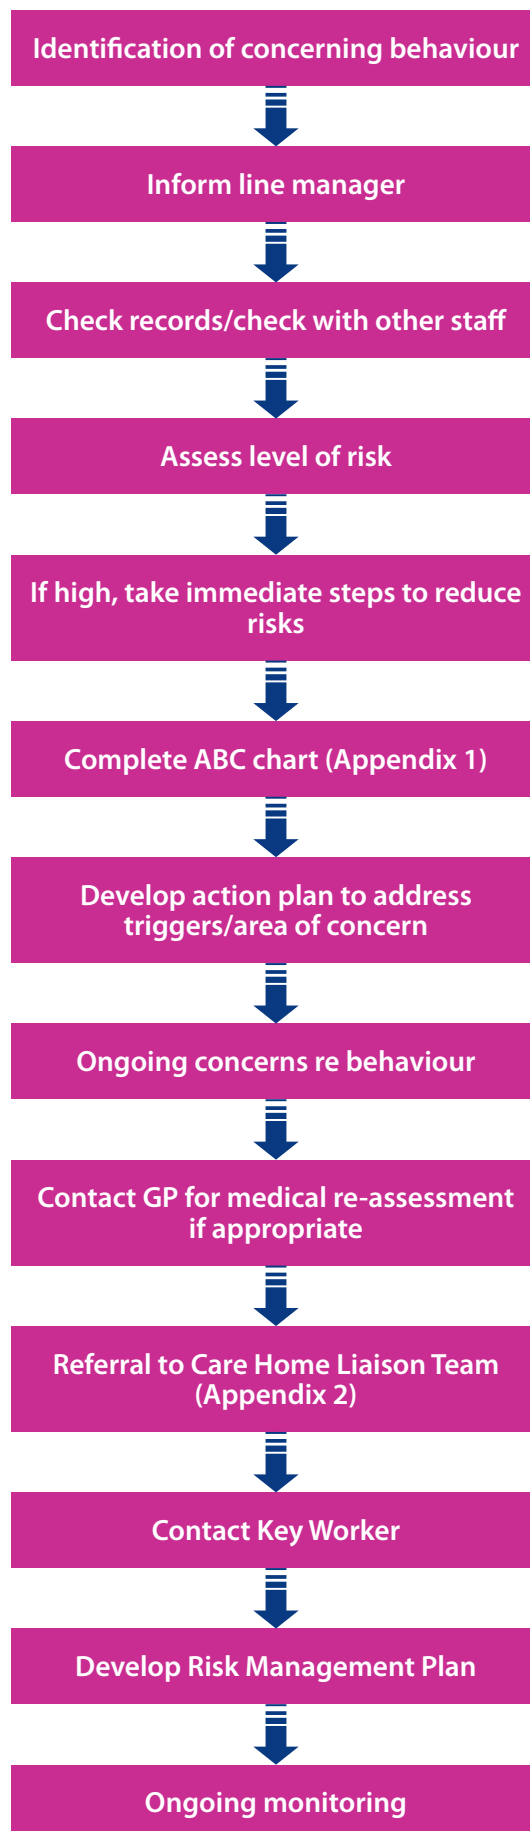 Identification of concerning behaviour
Inform line manager
Check records/check with other staff
Assess level of risk
If high, take immediate steps to reduce
risks
Complete ABC chart (Appendix 1)
Develop action plan to address
triggers/area of concern
Ongoing concerns re behaviour
Contact GP for medical re-assessment
if appropriate
Referral to Care Home Liaison Team
(Appendix 2)
Contact Key Worker
Develop Risk Management Plan
Ongoing monitoring